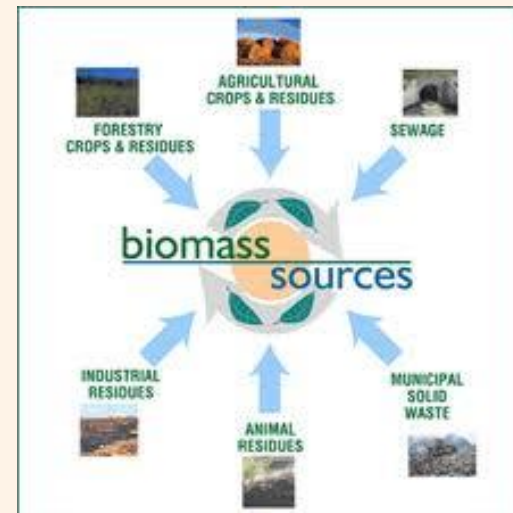 AGRICULTURAL
CROPS & RESIDUES
FORESTRY
CROPS & RESIDUES
SEWAGE
biomass
sources
INDUSTRIAL
RESIDUES
MUNICIPAL
SOLID
WASTE
ANIMAL
RESIDUES